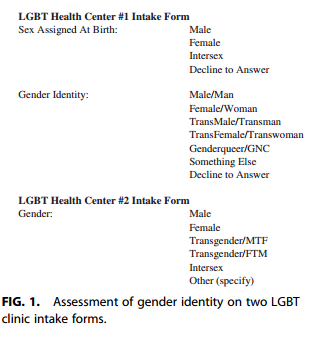 LGBT Health Center #1 Intake Form
Sex Assigned At Birth: Male
Female
Intersex
Decline to Answer
Gender Identity: Male/Man
Female/Woman
TransMale/Transman
TransFemale/Transwoman
Genderqueer/GNC
Something Else
Decline to Answer
LGBT Health Center #2 Intake Form
Gender: Male
Female
Transgender/MTF
Transgender/FTM
Intersex
Other (specify)
FIG. 1. Assessment of gender identity on two LGBT
clinic intake forms.